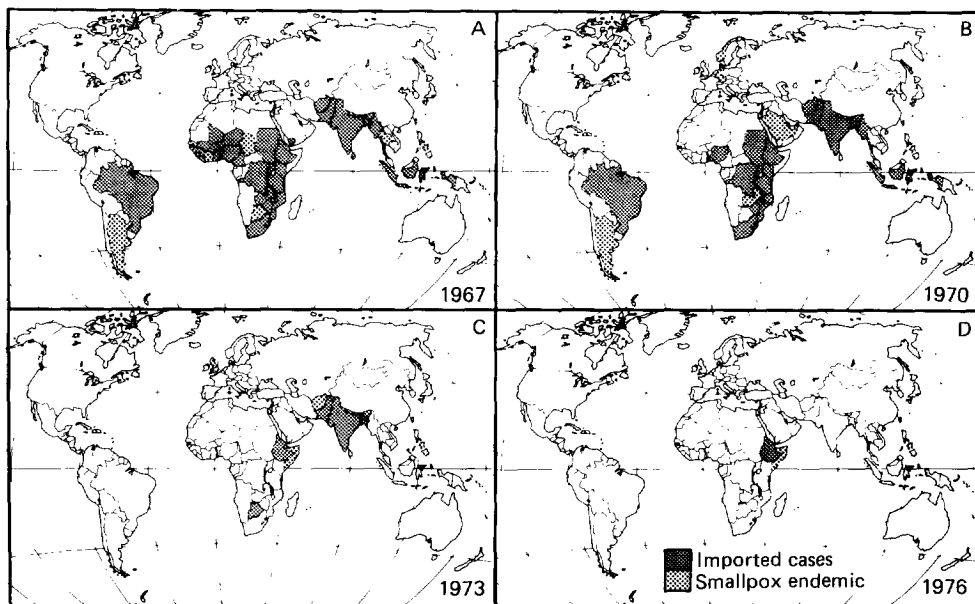 A
1967
B
1970
C
1973
D
Imported cases
Smallpox endemic
1976